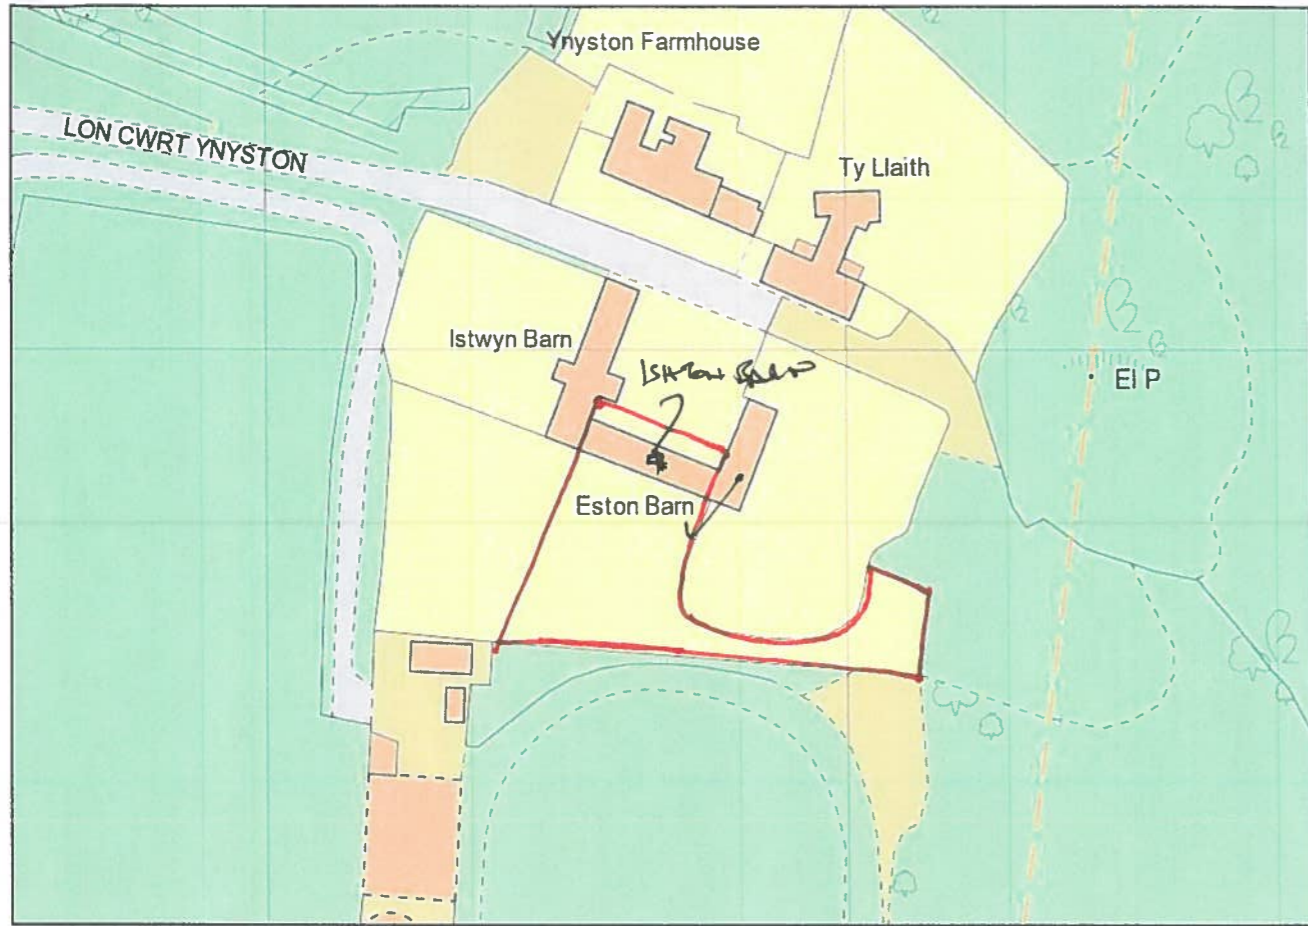 Ynyston Farmhouse
LON CWRT YNYSTON
Ty Llaith
Istwyn Barn
El P
Eston Barn